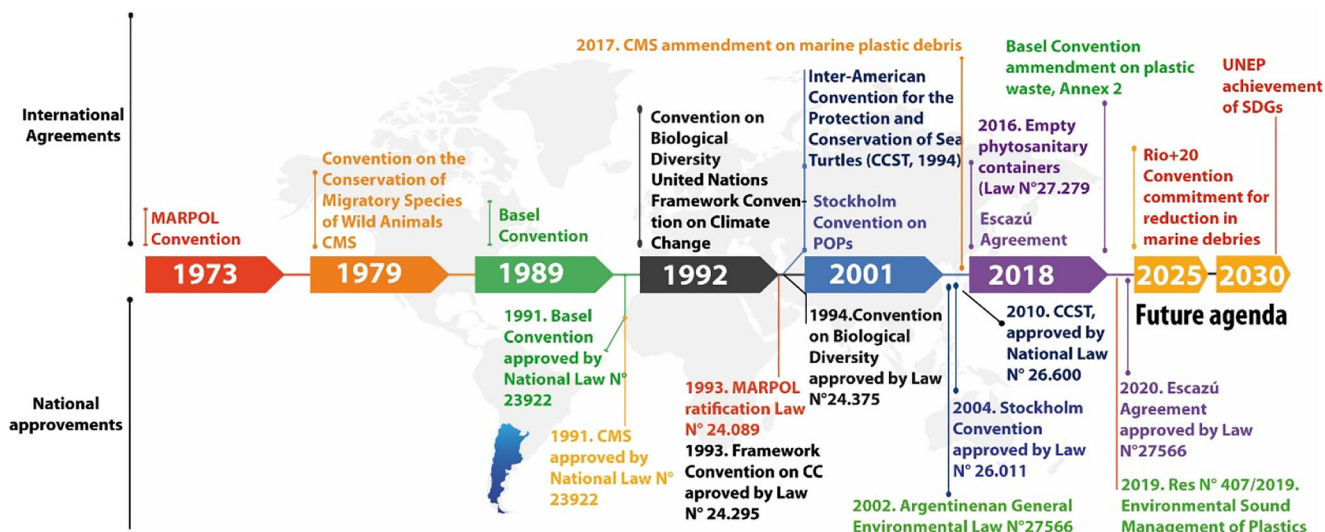 International
Agreements
MARPOL
Convention
Convention on the
Conservation of
Migratory Species
of Wild Animals
CMS
Basel
Convention
Convention on
Biological
Diversity
United Nations
Framework Conven-
tion on Climate
Change
2017. CMS ammendment on marine plastic debris
Inter-American
Convention for the
Protection and
Conservation of Sea
Turtles (CCST, 1994)
Stockholm
Convention on
POPs
Basel Convention
ammendment on plastic
waste, Annex 2
2016. Empty
phytosanitary
containers
(Law N°27.279
Escazú
Agreement
Rio+20
Convention
commitment for
reduction in
marine debries
UNEP
achievement
of SDGs
1973
1979
1989
1992
2001
2018
2025
2030
Future agenda
National
approvements
1991. Basel
Convention
approved by
National Law N°
23922
1991. CMS
approved by
National Law N°
23922
1993. MARPOL
ratification Law
N° 24.089
1993. Framework
Convention on CC
aproved by Law
N° 24.295
1994.Convention
on Biological
Diversity
approved by Law
N°24.375
2010. CCST,
approved by
National Law
N° 26.600
2004. Stockholm
Convention
approved by Law
N° 26.011
2002. Argentinenan General
Environmental Law N°27566
2020. Escazú
Agreement
approved by Law
N°27566
2019. Res N° 407/2019.
Environmental Sound
Management of Plastics